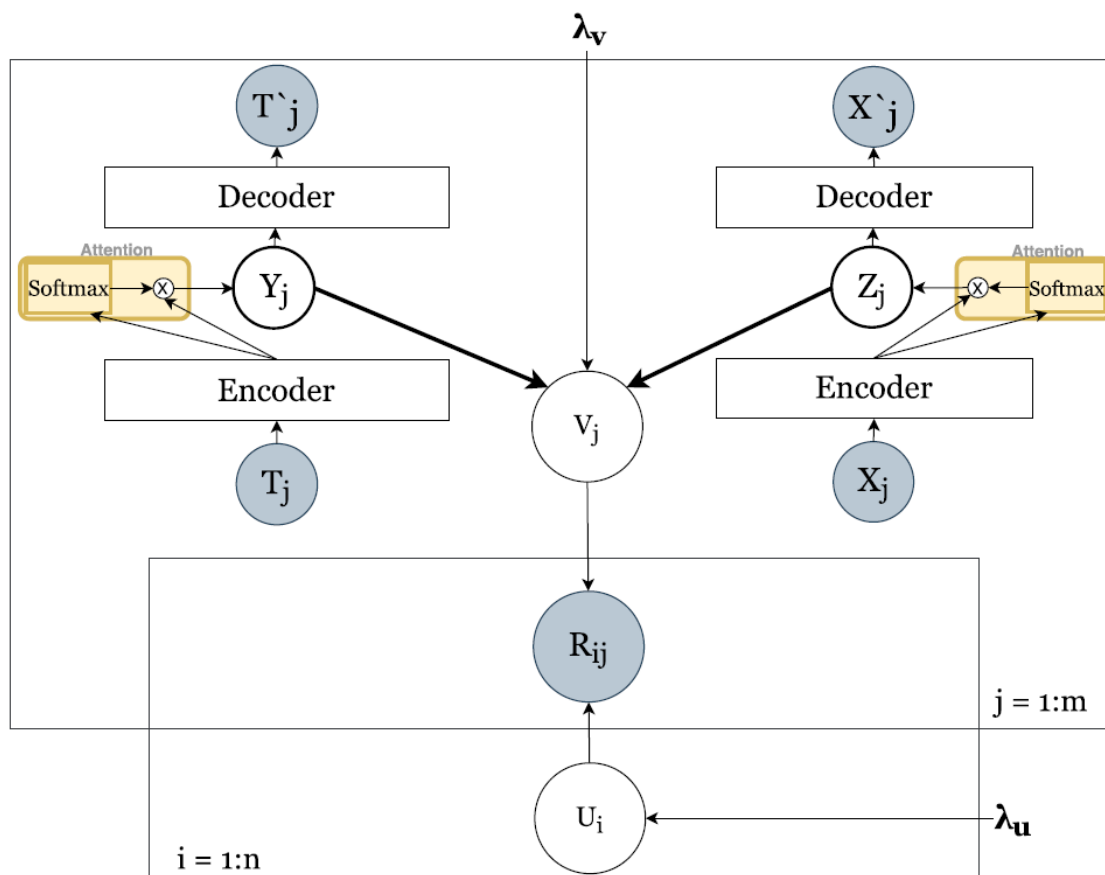 λv
T`j
X`j
Decoder
Decoder
Attention
Attention
Softmax
x
Yj
Zj
x
Softmax
Encoder
Encoder
Vj
Tj
Xj
Rij
j = 1:m
Ui
λu
i = 1:n